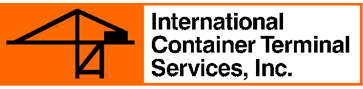 International
Container Terminal
Services, Inc.